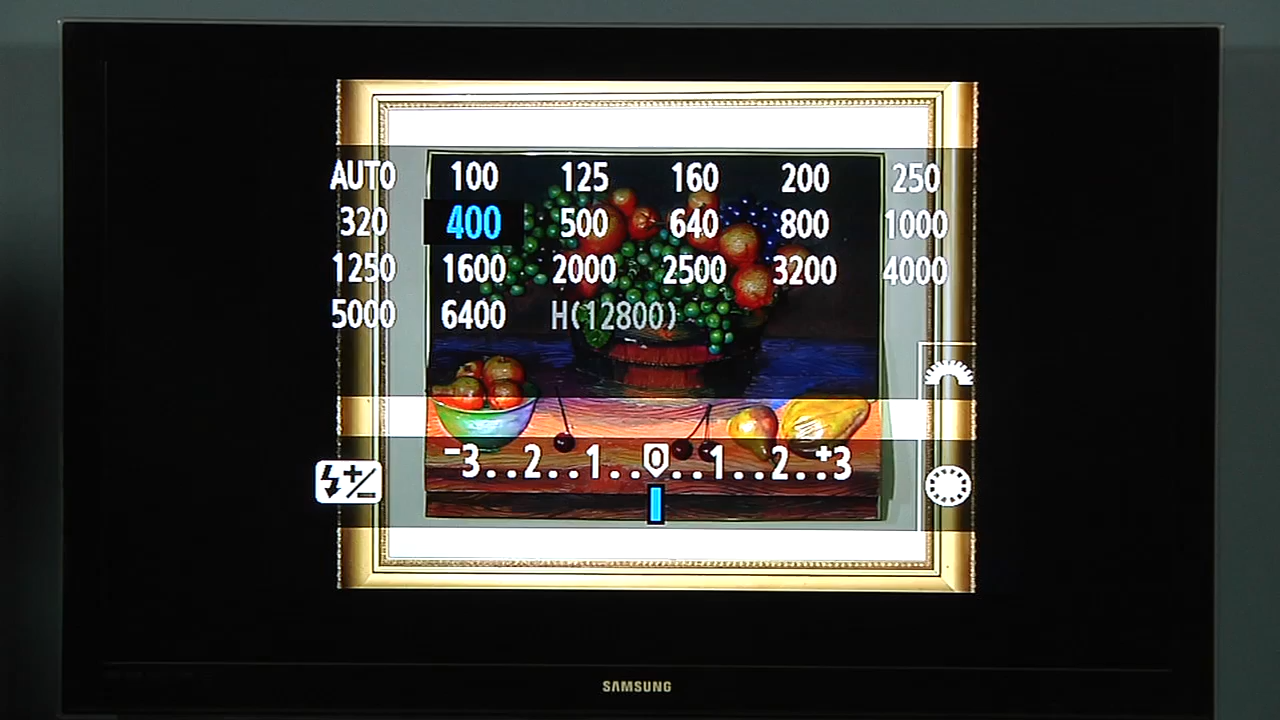 AUTO 100 125 160 200 250
320 400 500 640 800 1000
1250 1600 2000 2500 3200 4000
5000 6400 H(12800)
-3..2..1..0..1..2..+3
SAMSUNG